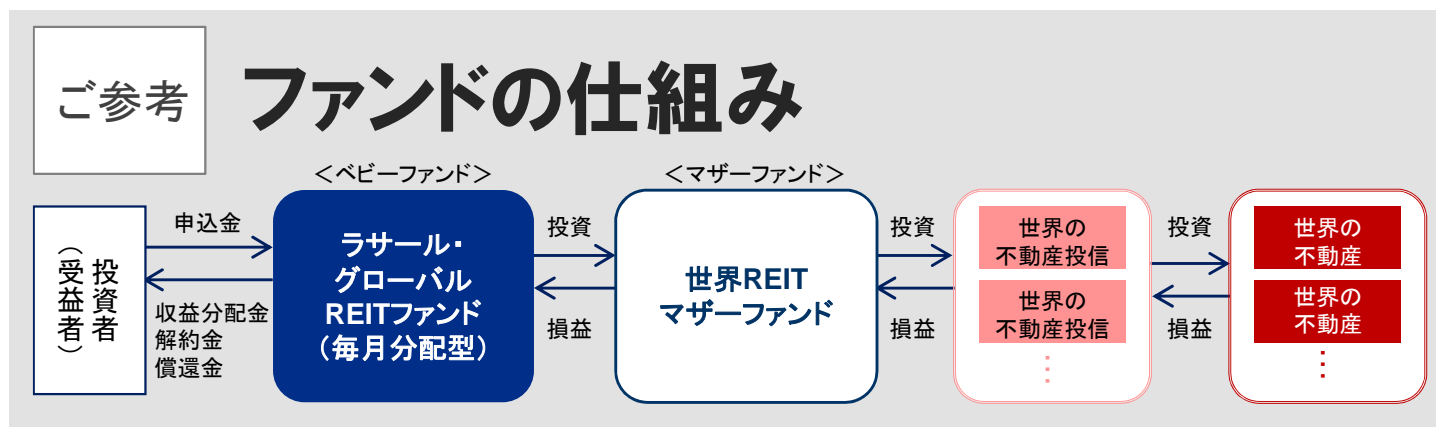 ご参考
ファンドの仕組み
＜ベビーファンド＞
＜マザーファンド＞
投資者
（受益者）
申込金
収益分配金
解約金
償還金
ラサール・
グローバル
REITファンド
（毎月分配型）
投資
損益
世界REIT
マザーファンド
投資
損益
世界の
不動産投信
世界の
不動産投信
⋮
投資
損益
世界の
不動産
世界の
不動産
⋮